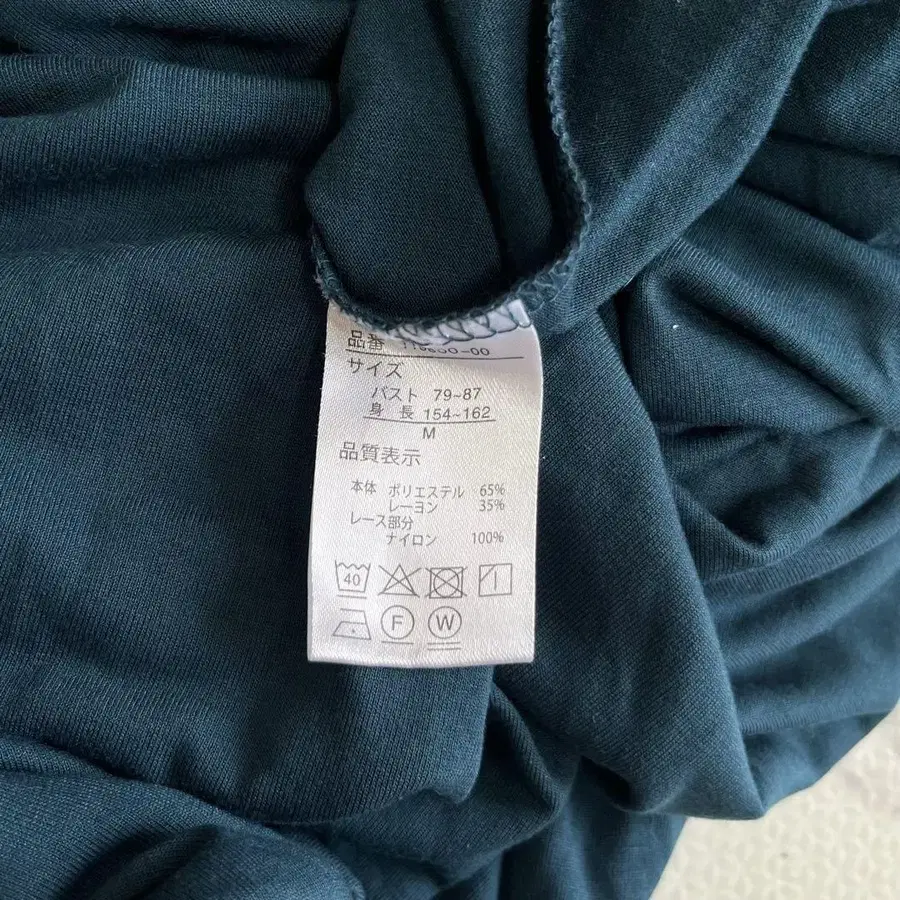 品番
サイズ
バスト 79~87
身 長 154~162
M
品質表示
本体 ポリエステル 65%
レーヨン 35%
レース部分
ナイロン 100%
40
F W